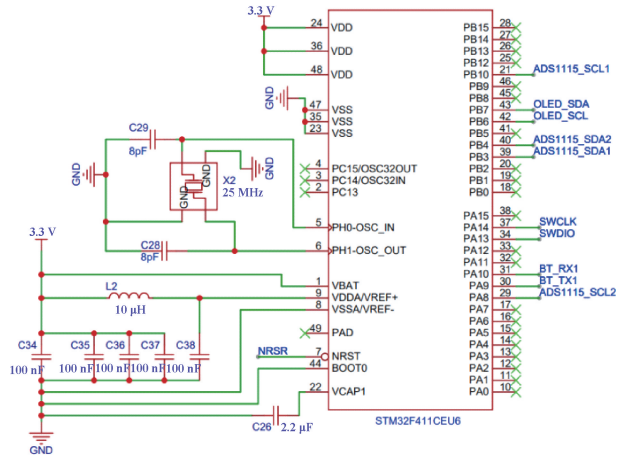 3.3 V
24 VDD
36 VDD
48 VDD
GND
47 VSS
35 VSS
23 VSS
C29
8pF
GND
GND
GND
GND
X2
25 MHz
4 PC15/OSC32OUT
3 PC14/OSC32IN
2 PC13
5 PH0-OSC_IN
6 PH1-OSC_OUT
C28
8pF
3.3 V
1 VBAT
L2
10 μH
9 VDDA/VREF+
8 VSSA/VREF-
49 PAD
C34
100 nF
C35
100 nF
C36
100 nF
C37
100 nF
C38
100 nF
NRSR
7 NRST
44 BOOT0
22 VCAP1
C26
2.2 μF
GND
PB15 28
PB14 27
PB13 26
PB12 25
PB10 21 ADS1115_SCL1
PB9 46
PB8 45
PB7 43 OLED_SDA
PB6 42 OLED_SCL
PB5 41
PB4 40 ADS1115_SDA2
PB3 39 ADS1115_SDA1
PB2 20
PB1 19
PB0 18
PA15 38
PA14 37 SWCLK
PA13 34 SWDIO
PA12 33
PA11 32
PA10 31 BT_RX1
PA9 30 BT_TX1
PA8 29 ADS1115_SCL2
PA7 17
PA6 16
PA5 15
PA4 14
PA3 13
PA2 12
PA1 11
PA0 10
STM32F411CEU6